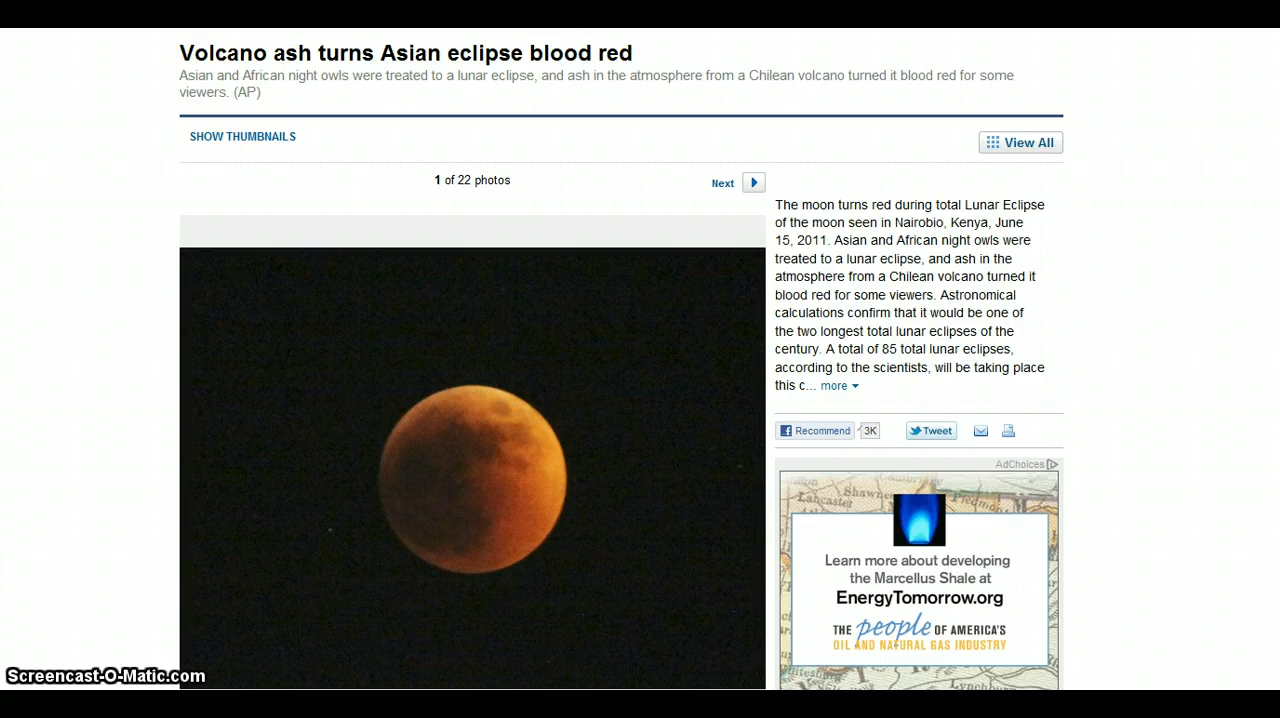 Volcano ash turns Asian eclipse blood red
Asian and African night owls were treated to a lunar eclipse, and ash in the atmosphere from a Chilean volcano turned it blood red for some
viewers. (AP)
SHOW THUMBNAILS
View All
1 of 22 photos
Next
The moon turns red during total Lunar Eclipse
of the moon seen in Nairobio, Kenya, June
15, 2011. Asian and African night owls were
treated to a lunar eclipse, and ash in the
atmosphere from a Chilean volcano turned it
blood red for some viewers. Astronomical
calculations confirm that it would be one of
the two longest total lunar eclipses of the
century. A total of 85 total lunar eclipses,
according to the scientists, will be taking place
this c... more
Recommend 3K Tweet
AdChoices
Shawne
Piedmont
Lancaster
Learn more about developing
the Marcellus Shale at
EnergyTomorrow.org
THE people OF AMERICA'S
OIL AND NATURAL GAS INDUSTRY
Lynchbu
Screencast-O-Matic.com